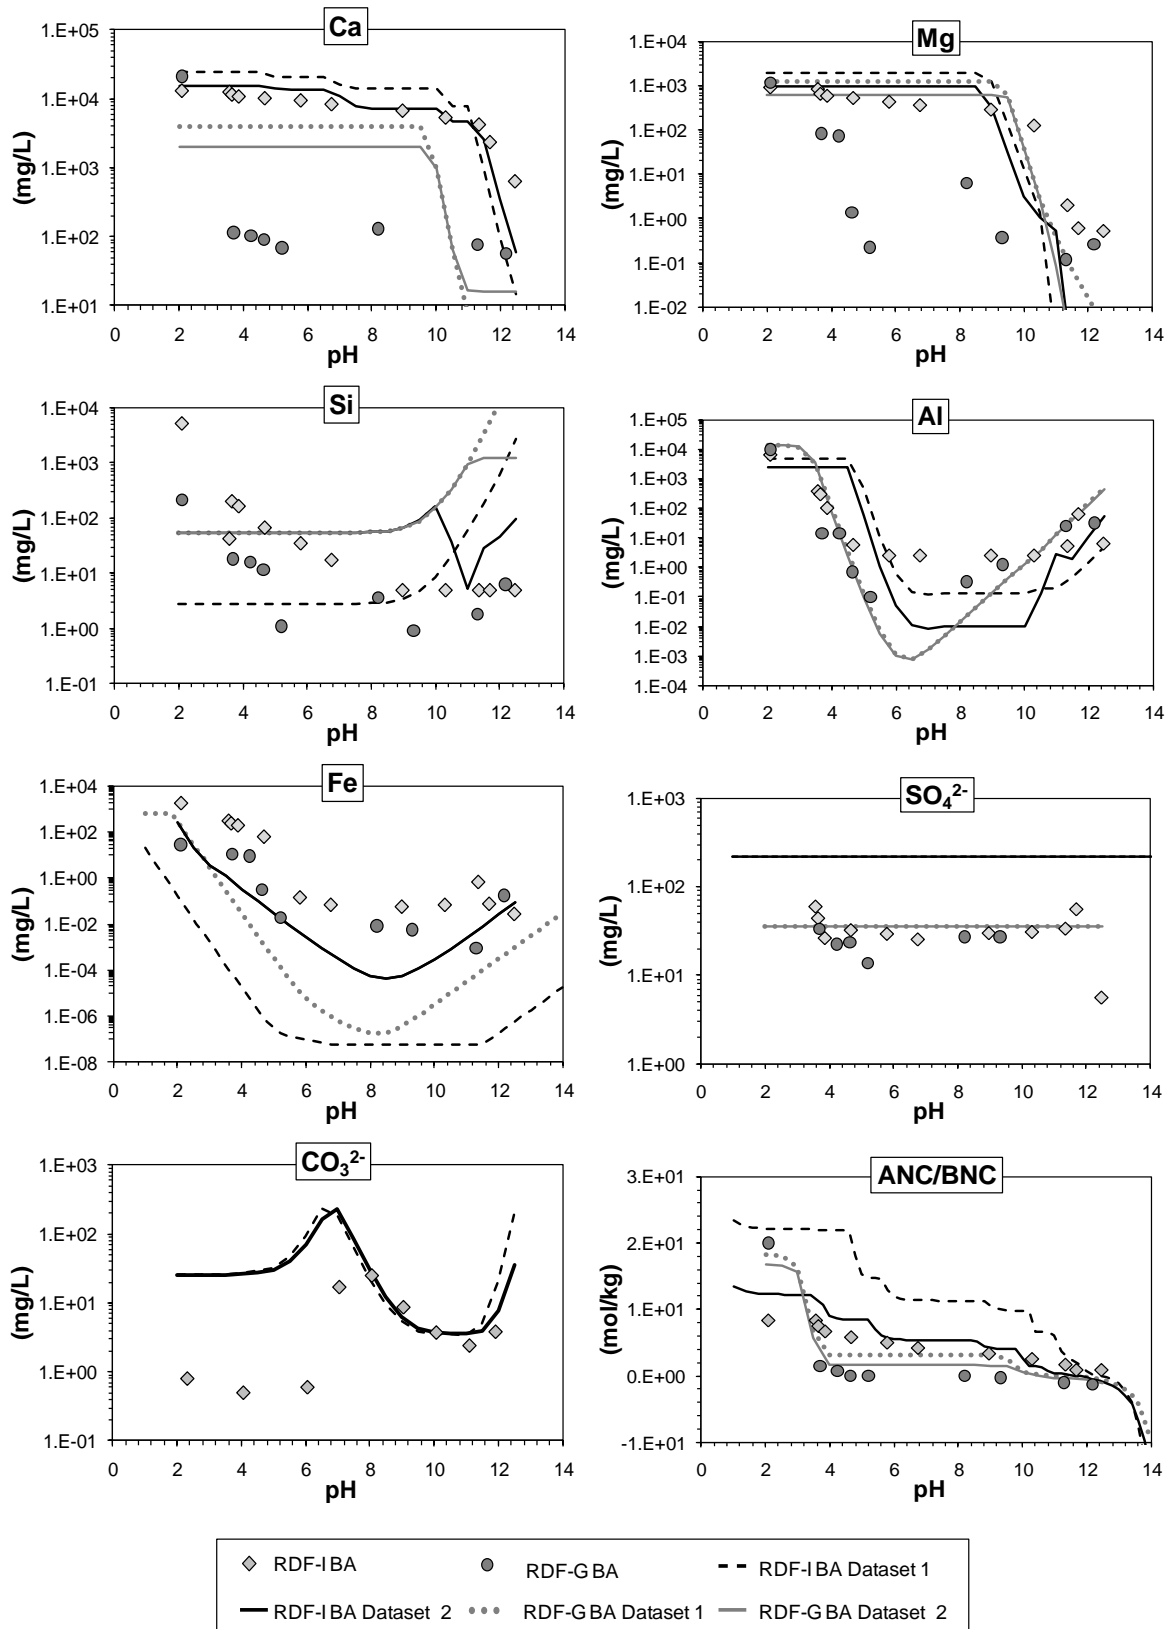 Ca
1.E+05
1.E+04
1.E+03
1.E+02
1.E+01
(mg/L)
0 2 4 6 8 10 12 14
pH
Mg
1.E+04
1.E+03
1.E+02
1.E+01
1.E+00
1.E-01
1.E-02
(mg/L)
0 2 4 6 8 10 12 14
pH
Si
1.E+04
1.E+03
1.E+02
1.E+01
1.E+00
1.E-01
(mg/L)
0 2 4 6 8 10 12 14
pH
Al
1.E+05
1.E+04
1.E+03
1.E+02
1.E+01
1.E+00
1.E-01
1.E-02
1.E-03
1.E-04
(mg/L)
0 2 4 6 8 10 12 14
pH
Fe
1.E+04
1.E+02
1.E+00
1.E-02
1.E-04
1.E-06
1.E-08
(mg/L)
0 2 4 6 8 10 12 14
pH
SO₄²⁻
1.E+03
1.E+02
1.E+01
1.E+00
(mg/L)
0 2 4 6 8 10 12 14
pH
CO₃²⁻
1.E+03
1.E+02
1.E+01
1.E+00
1.E-01
(mg/L)
0 2 4 6 8 10 12 14
pH
ANC/BNC
2.E+01
1.E+01
0.E+00
-1.E+01
(mol/kg)
0 2 4 6 8 10 12 14
pH
RDF-I BA RDF-G BA RDF-I BA Dataset 1
RDF-I BA Dataset 2 RDF-G BA Dataset 1 RDF-G BA Dataset 2